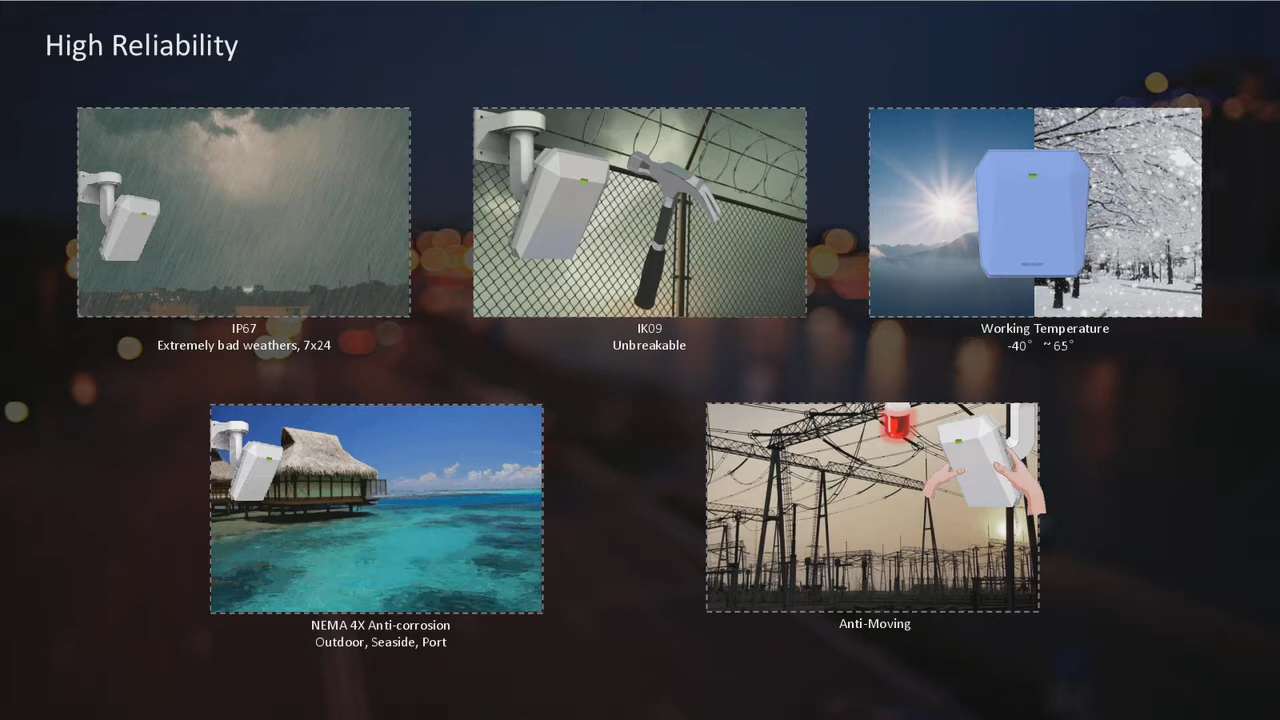 High Reliability
IP67
Extremely bad weathers, 7x24
IK09
Unbreakable
Working Temperature
-40° ~ 65°
NEMA 4X Anti-corrosion
Outdoor, Seaside, Port
Anti-Moving